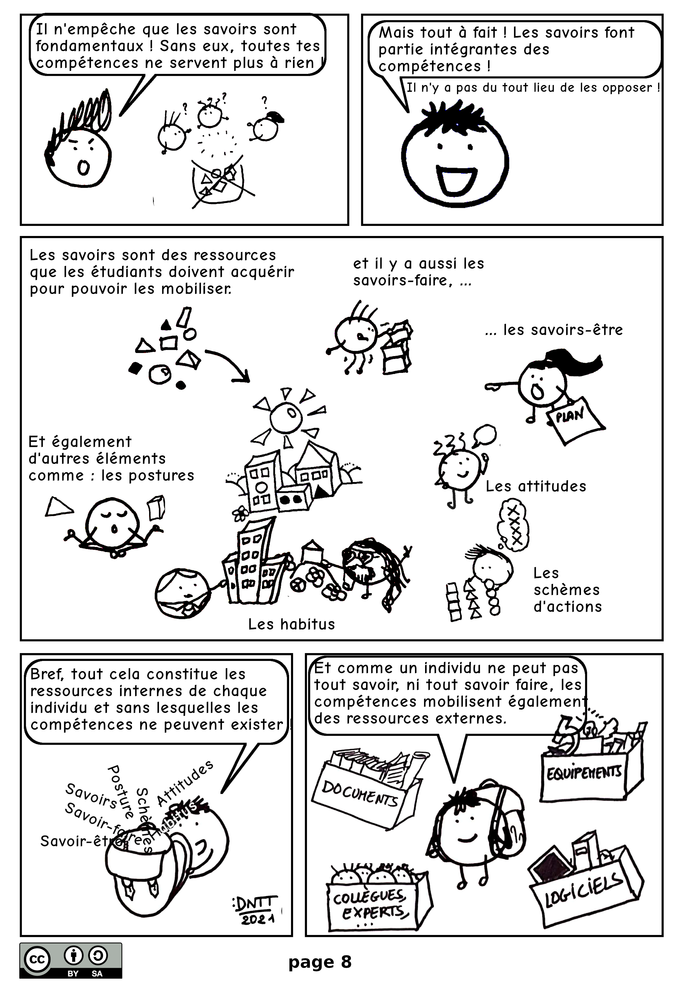 Il n'empêche que les savoirs sont
fondamentaux ! Sans eux, toutes tes
compétences ne servent plus à rien !
Mais tout à fait ! Les savoirs font
partie intégrantes des
compétences !
Il n'y a pas du tout lieu de les opposer !
? ? ? ?
Les savoirs sont des ressources
que les étudiants doivent acquérir
pour pouvoir les mobiliser.
et il y a aussi les
savoirs-faire, ...
... les savoirs-être
PLAN
Et également
d'autres éléments
comme : les postures
Les attitudes
Les
schèmes
d'actions
Les habitus
Bref, tout cela constitue les
ressources internes de chaque
individu et sans lesquelles les
compétences ne peuvent exister
Attitudes
Posture
Schèmes
Savoirs
Savoir-faire
Savoir-être
:DNTT
2021
Et comme un individu ne peut pas
tout savoir, ni tout savoir faire, les
compétences mobilisent également
des ressources externes.
DOCUMENTS
EQUIPEMENTS
COLLÈGUES,
EXPERTS,
...
LOGICIELS
cc
BY SA
page 8